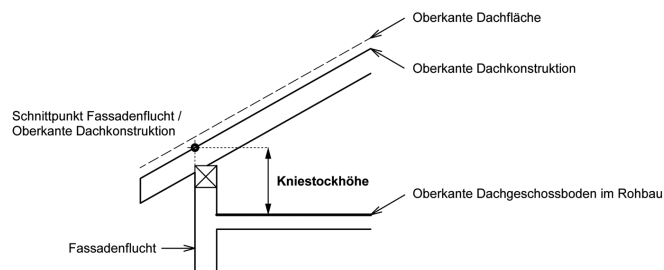 Oberkante Dachfläche
Oberkante Dachkonstruktion
Schnittpunkt Fassadenflucht /
Oberkante Dachkonstruktion
Kniestockhöhe
Oberkante Dachgeschossboden im Rohbau
Fassadenflucht